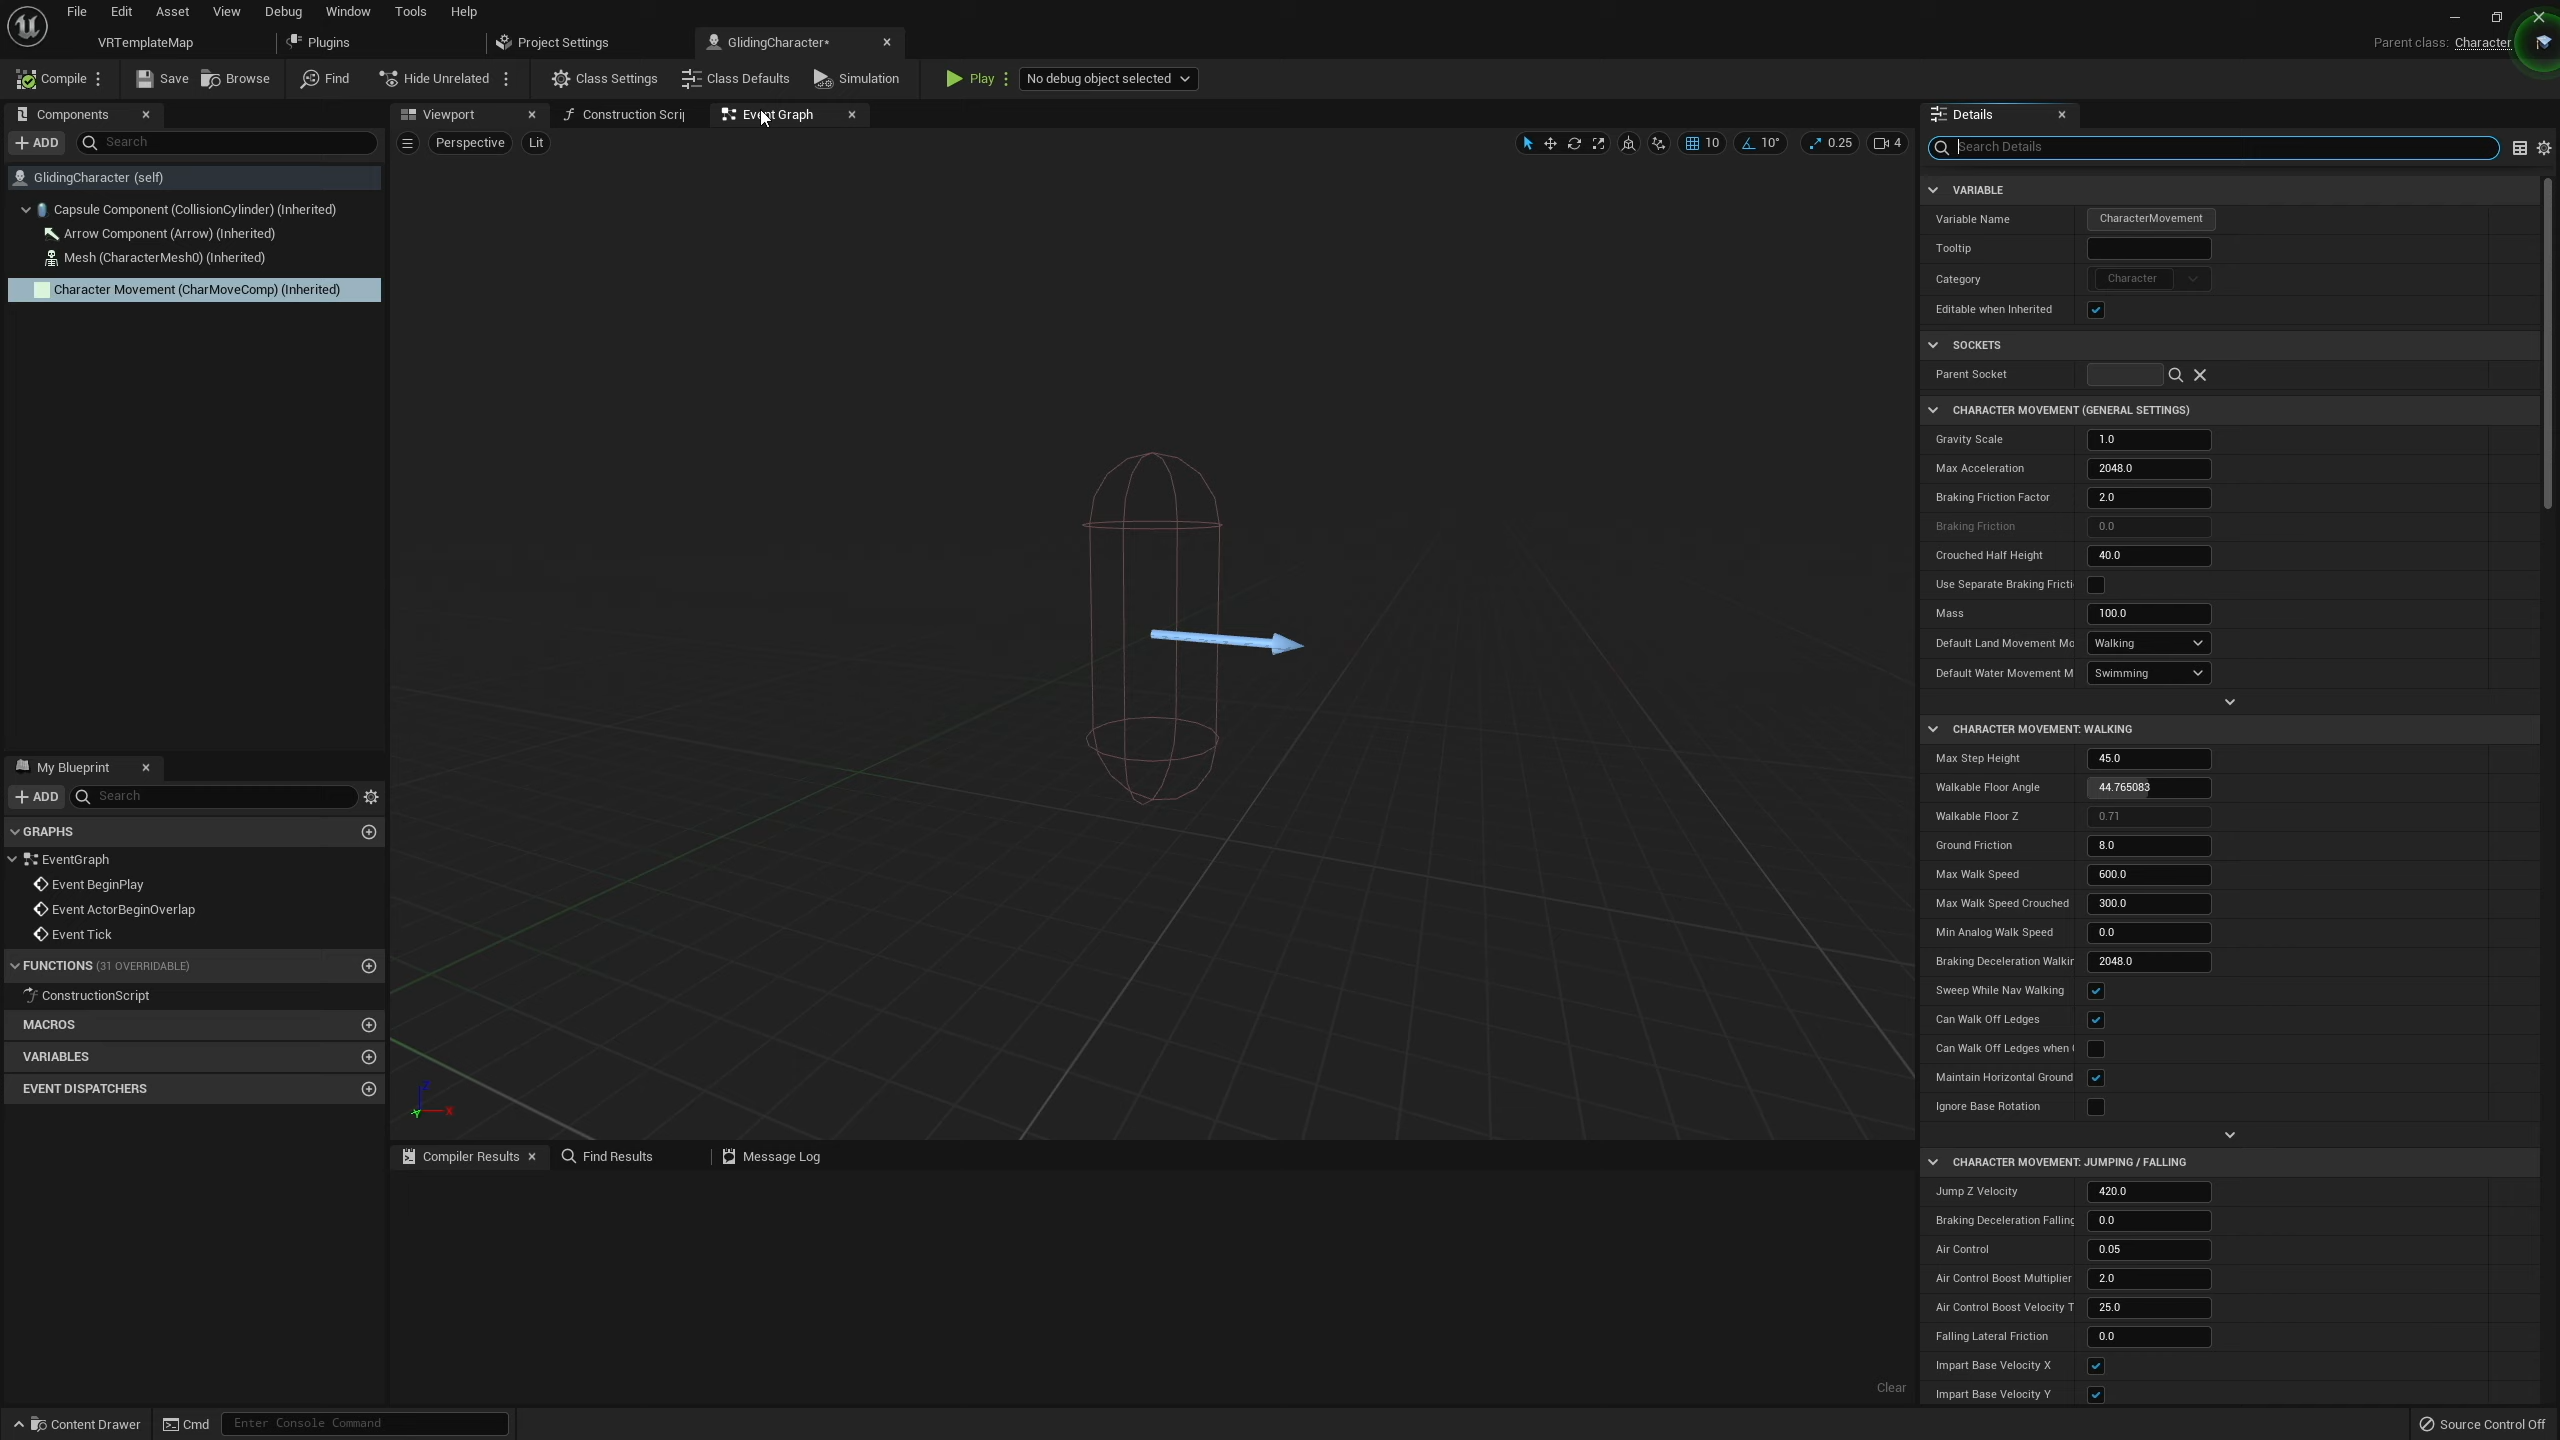 File Edit Asset View Debug Window Tools Help
VRTemplateMap Plugins Project Settings GlidingCharacter* Parent class: Character
Compile Save Browse Find Hide Unrelated Class Settings Class Defaults Simulation Play No debug object selected
Components
ADD Search
GlidingCharacter (self)
Capsule Component (CollisionCylinder) (Inherited)
Arrow Component (Arrow) (Inherited)
Mesh (CharacterMesh0) (Inherited)
Character Movement (CharMoveComp) (Inherited)
My Blueprint
ADD Search
GRAPHS
EventGraph
Event BeginPlay
Event ActorBeginOverlap
Event Tick
FUNCTIONS (31 OVERRIDABLE)
ConstructionScript
MACROS
VARIABLES
EVENT DISPATCHERS
Viewport Construction Scrip Event Graph
Perspective Lit 10 10° 0.25 4
Z
Y X
Compiler Results Find Results Message Log
Clear
Details
Search Details
VARIABLE
Variable Name CharacterMovement
Tooltip
Category Character
Editable when Inherited
SOCKETS
Parent Socket
CHARACTER MOVEMENT (GENERAL SETTINGS)
Gravity Scale 1.0
Max Acceleration 2048.0
Braking Friction Factor 2.0
Braking Friction 0.0
Crouched Half Height 40.0
Use Separate Braking Fricti
Mass 100.0
Default Land Movement Mo Walking
Default Water Movement M Swimming
CHARACTER MOVEMENT: WALKING
Max Step Height 45.0
Walkable Floor Angle 44.765083
Walkable Floor Z 0.71
Ground Friction 8.0
Max Walk Speed 600.0
Max Walk Speed Crouched 300.0
Min Analog Walk Speed 0.0
Braking Deceleration Walkin 2048.0
Sweep While Nav Walking
Can Walk Off Ledges
Can Walk Off Ledges when
Maintain Horizontal Ground
Ignore Base Rotation
CHARACTER MOVEMENT: JUMPING / FALLING
Jump Z Velocity 420.0
Braking Deceleration Falling 0.0
Air Control 0.05
Air Control Boost Multiplier 2.0
Air Control Boost Velocity T 25.0
Falling Lateral Friction 0.0
Impart Base Velocity X
Impart Base Velocity Y
Content Drawer Cmd Enter Console Command Source Control Off